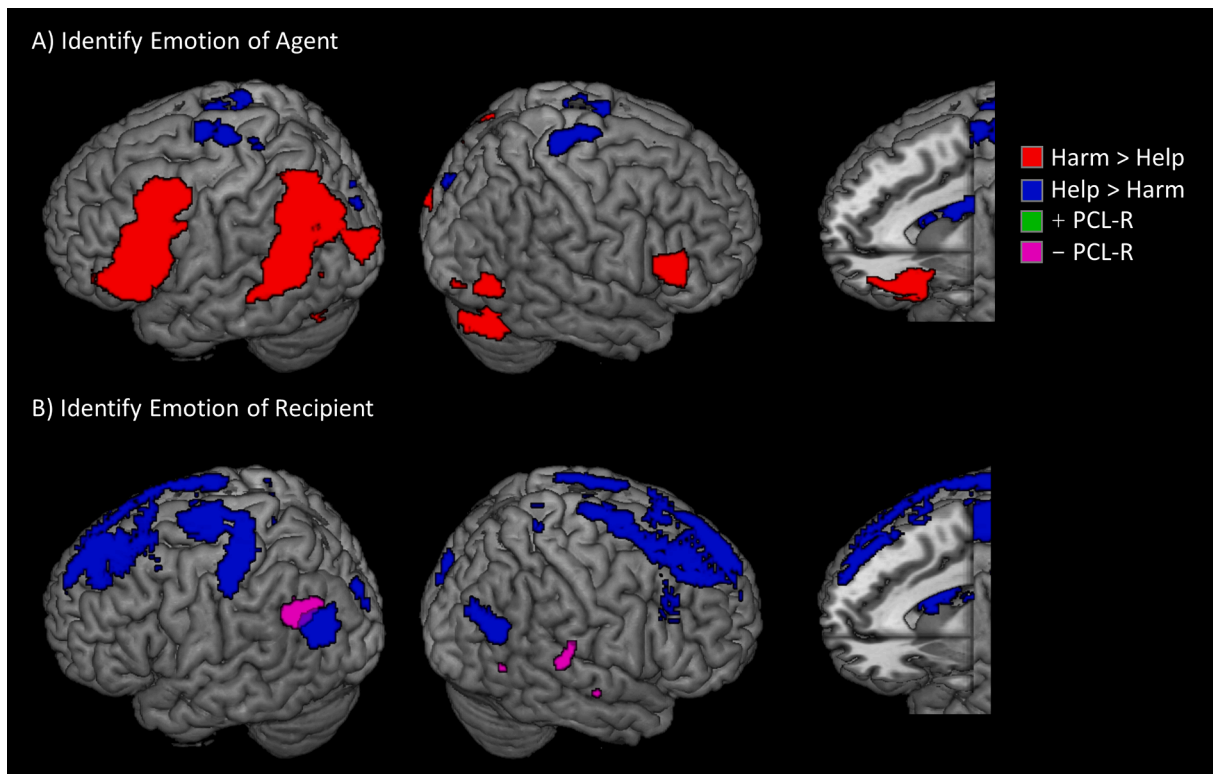 A) Identify Emotion of Agent
Harm > Help
Help > Harm
+ PCL-R
− PCL-R
B) Identify Emotion of Recipient